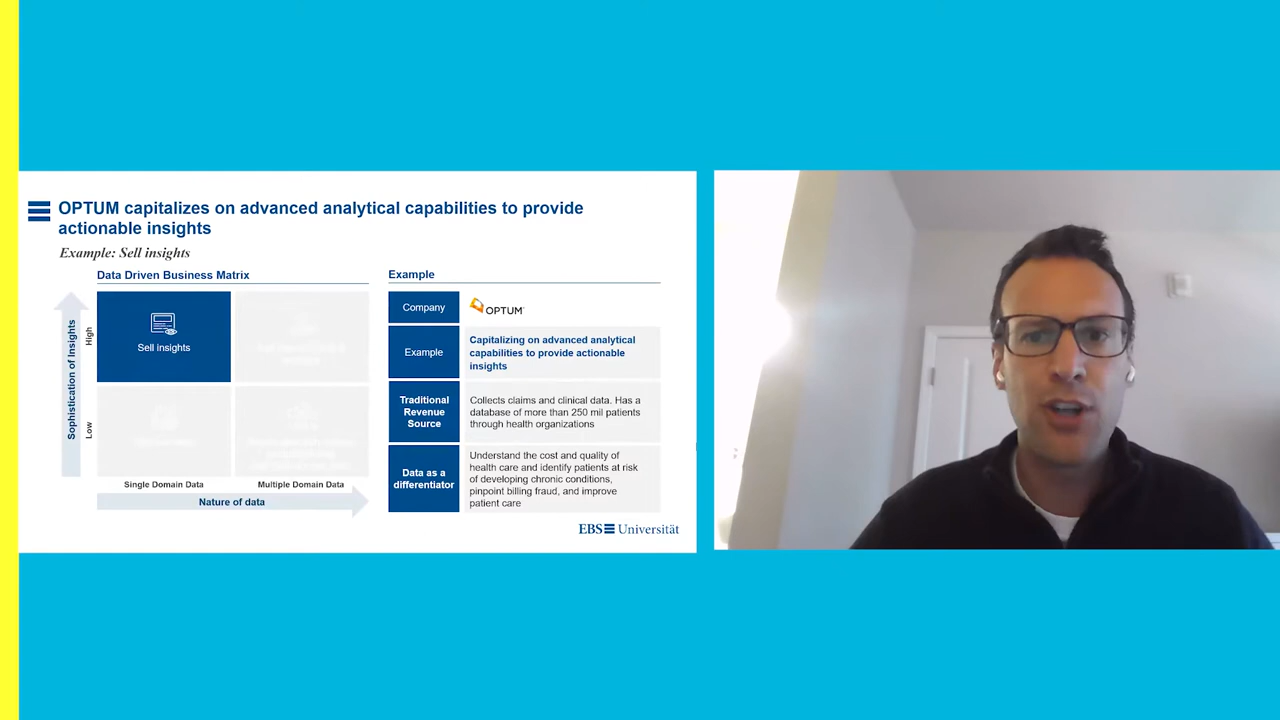 OPTUM capitalizes on advanced analytical capabilities to provide
actionable insights
Example: Sell insights
Data Driven Business Matrix
Sophistication of Insights
High
Low
Sell insights
Single Domain Data
Multiple Domain Data
Nature of data
Example
Company
OPTUM
Example
Capitalizing on advanced analytical
capabilities to provide actionable
insights
Traditional
Revenue
Source
Collects claims and clinical data. Has a
database of more than 250 mil patients
through health organizations
Data as a
differentiator
Understand the cost and quality of
health care and identify patients at risk
of developing chronic conditions,
pinpoint billing fraud, and improve
patient care
EBS Universität